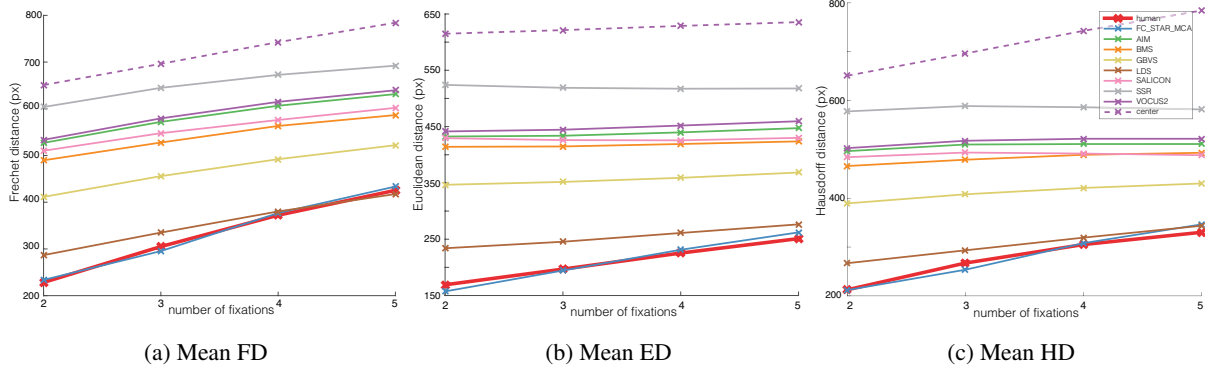 800
700
600
500
400
300
200
Frechet distance (px)
2 3 4 5
number of fixations
(a) Mean FD
650
550
450
350
250
150
Euclidean distance (px)
2 3 4 5
number of fixations
(b) Mean ED
800
600
400
200
Hausdorff distance (px)
human
FC_STAR_MCA
AIM
BMS
GBVS
LDS
SALICON
SSR
VOCUS2
center
2 3 4 5
number of fixations
(c) Mean HD